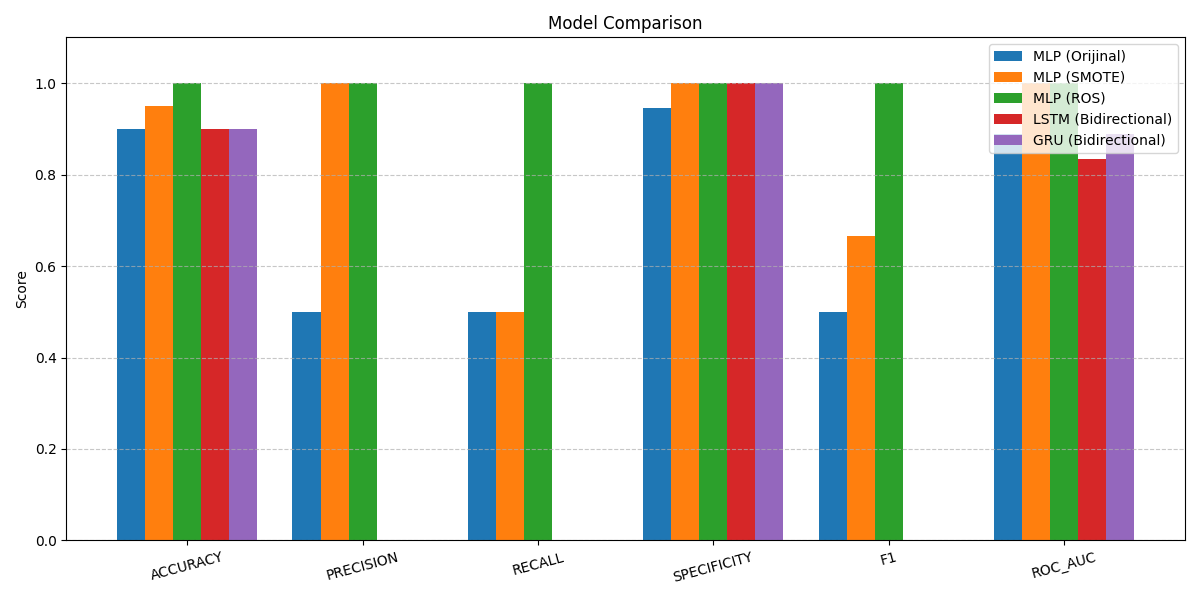 Model Comparison
MLP (Orijinal)
MLP (SMOTE)
MLP (ROS)
LSTM (Bidirectional)
GRU (Bidirectional)
Score
1.0
0.8
0.6
0.4
0.2
0.0
ACCURACY
PRECISION
RECALL
SPECIFICITY
F1
ROC_AUC